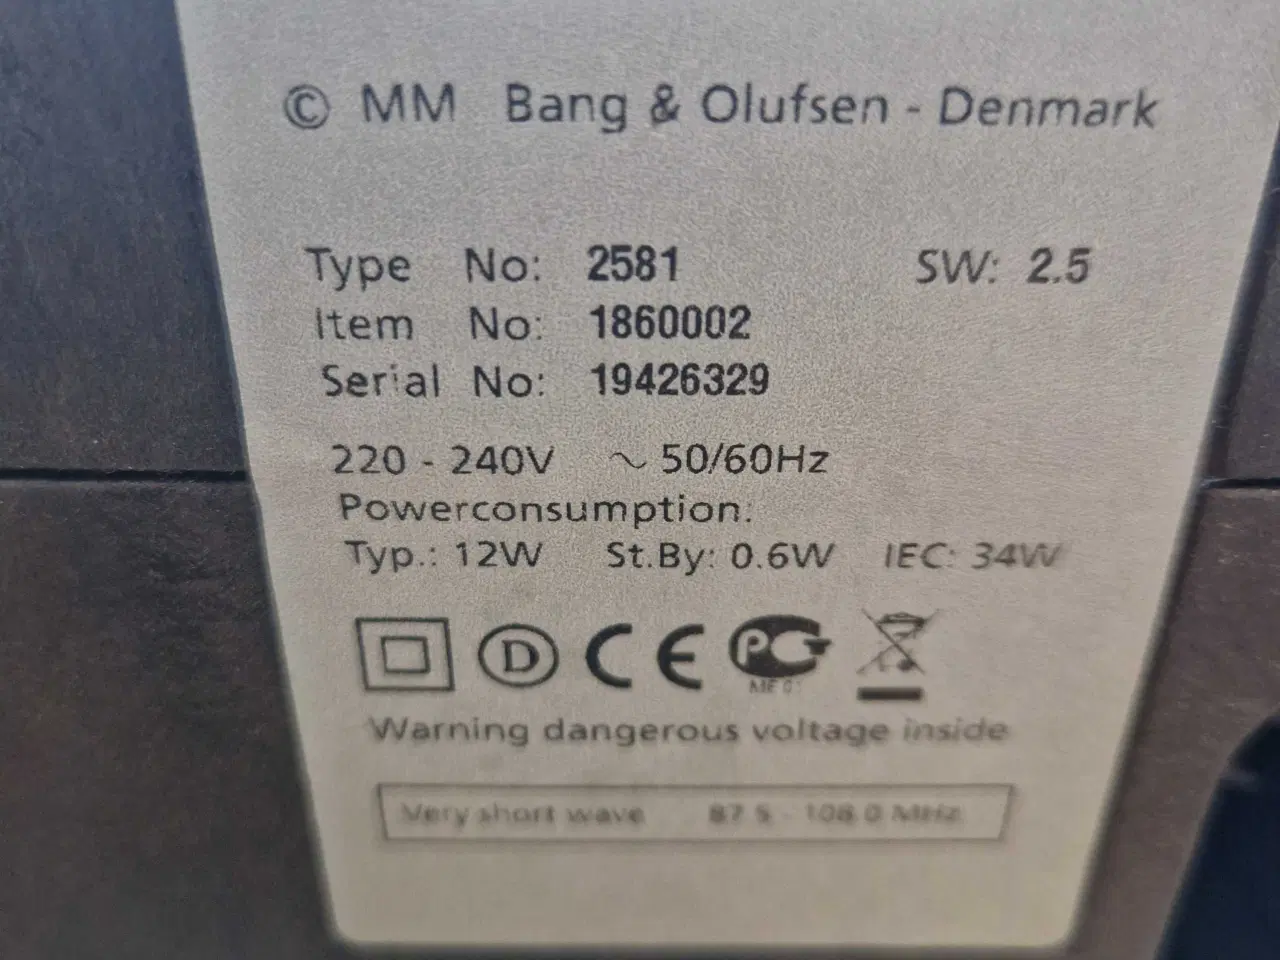 © MM Bang & Olufsen - Denmark
Type No: 2581 SW: 2.5
Item No: 1860002
Serial No: 19426329
220 - 240V ~ 50/60Hz
Powerconsumption:
Typ.: 12W St.By: 0.6W IEC: 34W
D CE PG
Warning dangerous voltage inside
Very short wave 87.5 - 108.0 MHz